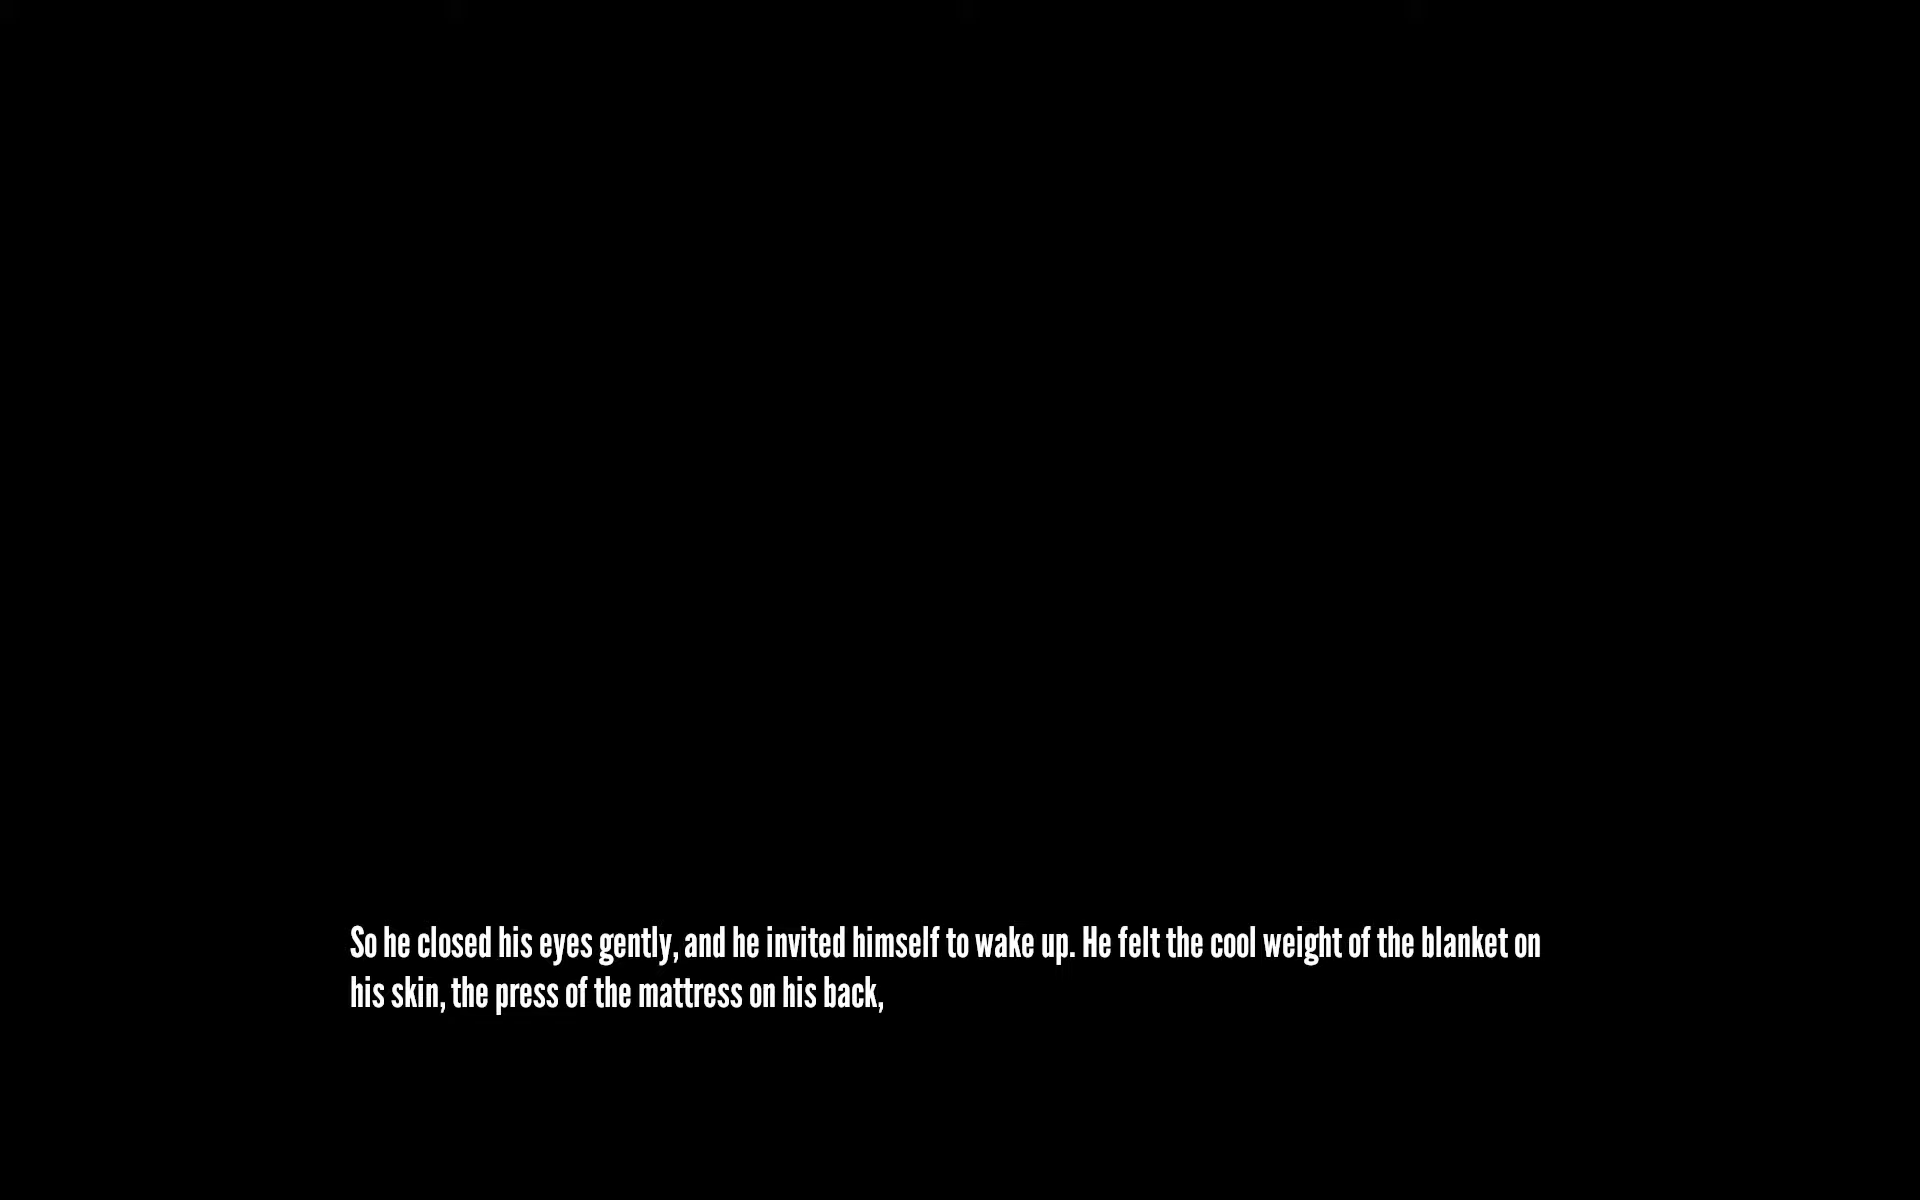 So he closed his eyes gently, and he invited himself to wake up. He felt the cool weight of the blanket on
his skin, the press of the mattress on his back,